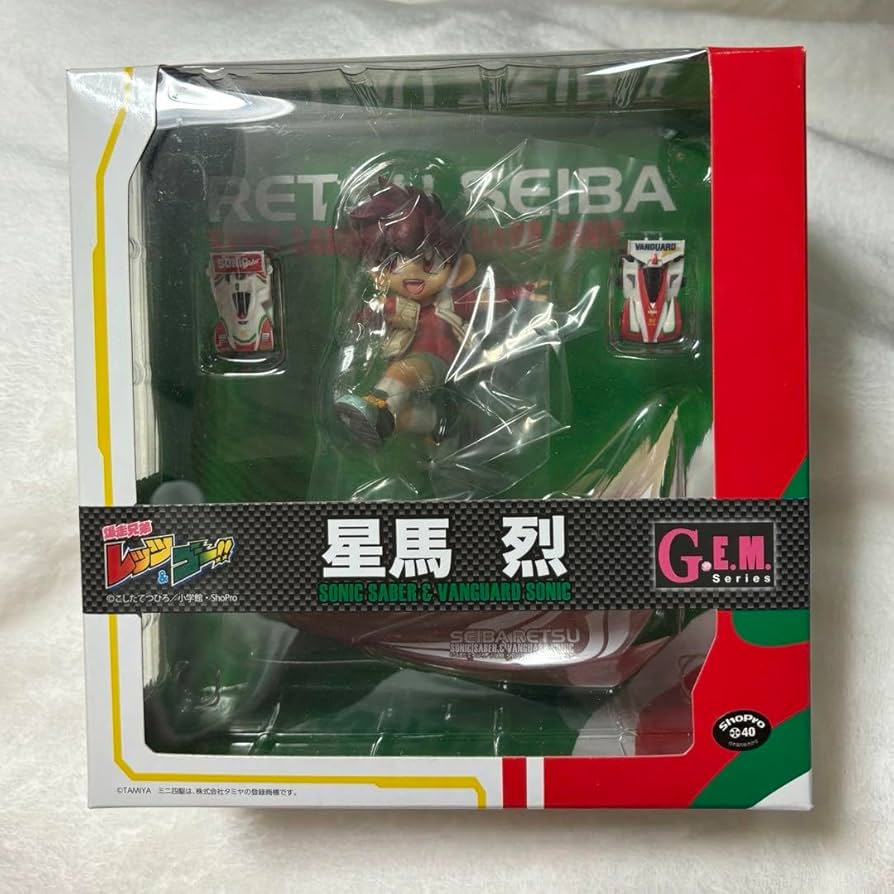 RETSU SEIBA
SONIC Saber
VANGUARD
爆走兄弟
レッツ
&
ゴー!!
©こしたてつひろ/小学館・ShoPro
星馬 烈
SONIC SABER & VANGUARD SONIC
G.E.M.
Series
SEIBA RETSU
SONIC SABER & VANGUARD SONIC
ShoPro
40
©TAMIYA ミニ四駆は、株式会社タミヤの登録商標です。